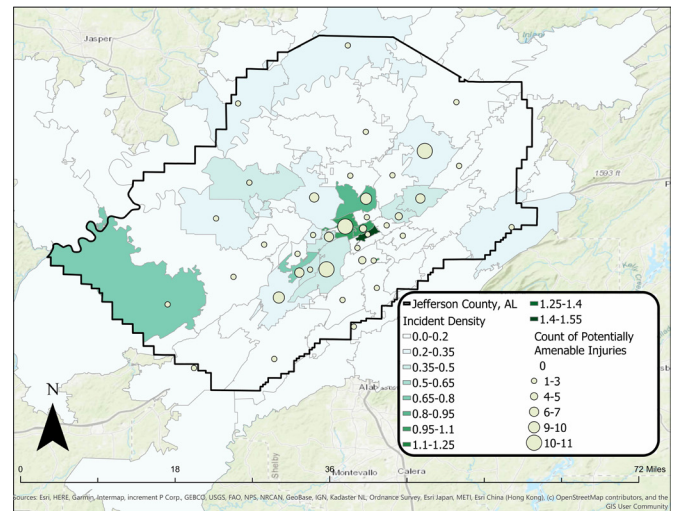 Jasper
1593 ft
Jefferson County, AL
Incident Density
0.0-0.2
0.2-0.35
0.35-0.5
0.5-0.65
0.65-0.8
0.8-0.95
0.95-1.1
1.1-1.25
1.25-1.4
1.4-1.55
Count of Potentially
Amenable Injuries
0
1-3
4-5
6-7
9-10
10-11
N
Shelby
Montevallo
Calera
0
18
36
72 Miles
Sources: Esri, HERE, Garmin, Intermap, increment P Corp., GEBCO, USGS, FAO, NPS, NRCAN, GeoBase, IGN, Kadaster NL, Ordnance Survey, Esri Japan, METI, Esri China (Hong Kong), (c) OpenStreetMap contributors, and the
GIS User Community